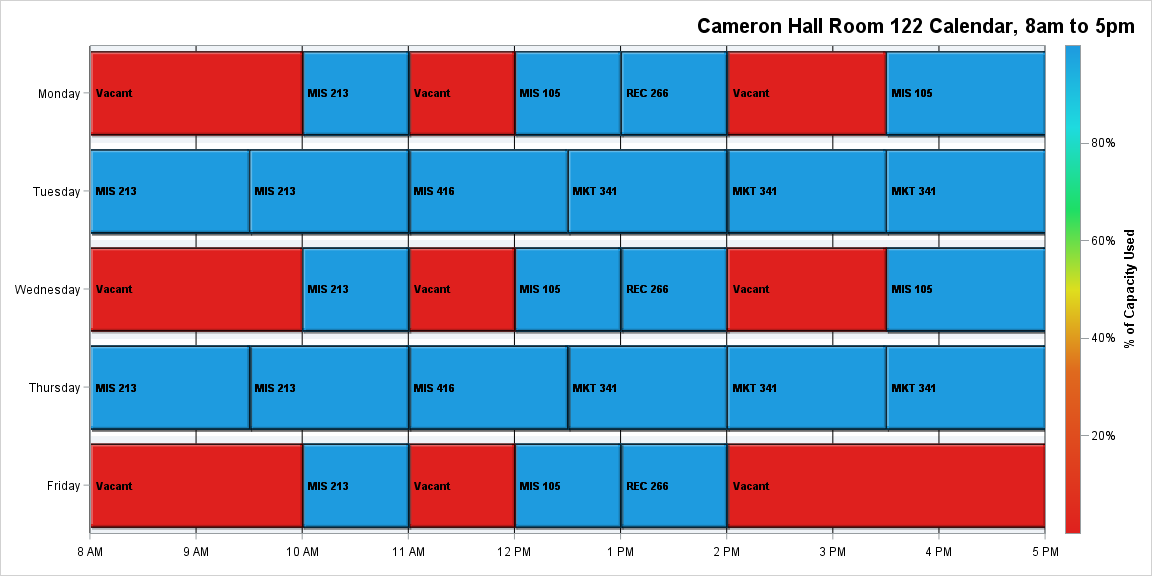 Cameron Hall Room 122 Calendar, 8am to 5pm
Monday
Vacant
MIS 213
Vacant
MIS 105
REC 266
Vacant
MIS 105
Tuesday
MIS 213
MIS 213
MIS 416
MKT 341
MKT 341
MKT 341
Wednesday
Vacant
MIS 213
Vacant
MIS 105
REC 266
Vacant
MIS 105
Thursday
MIS 213
MIS 213
MIS 416
MKT 341
MKT 341
MKT 341
Friday
Vacant
MIS 213
Vacant
MIS 105
REC 266
Vacant
8 AM
9 AM
10 AM
11 AM
12 PM
1 PM
2 PM
3 PM
4 PM
5 PM
80%
60%
40%
20%
% of Capacity Used